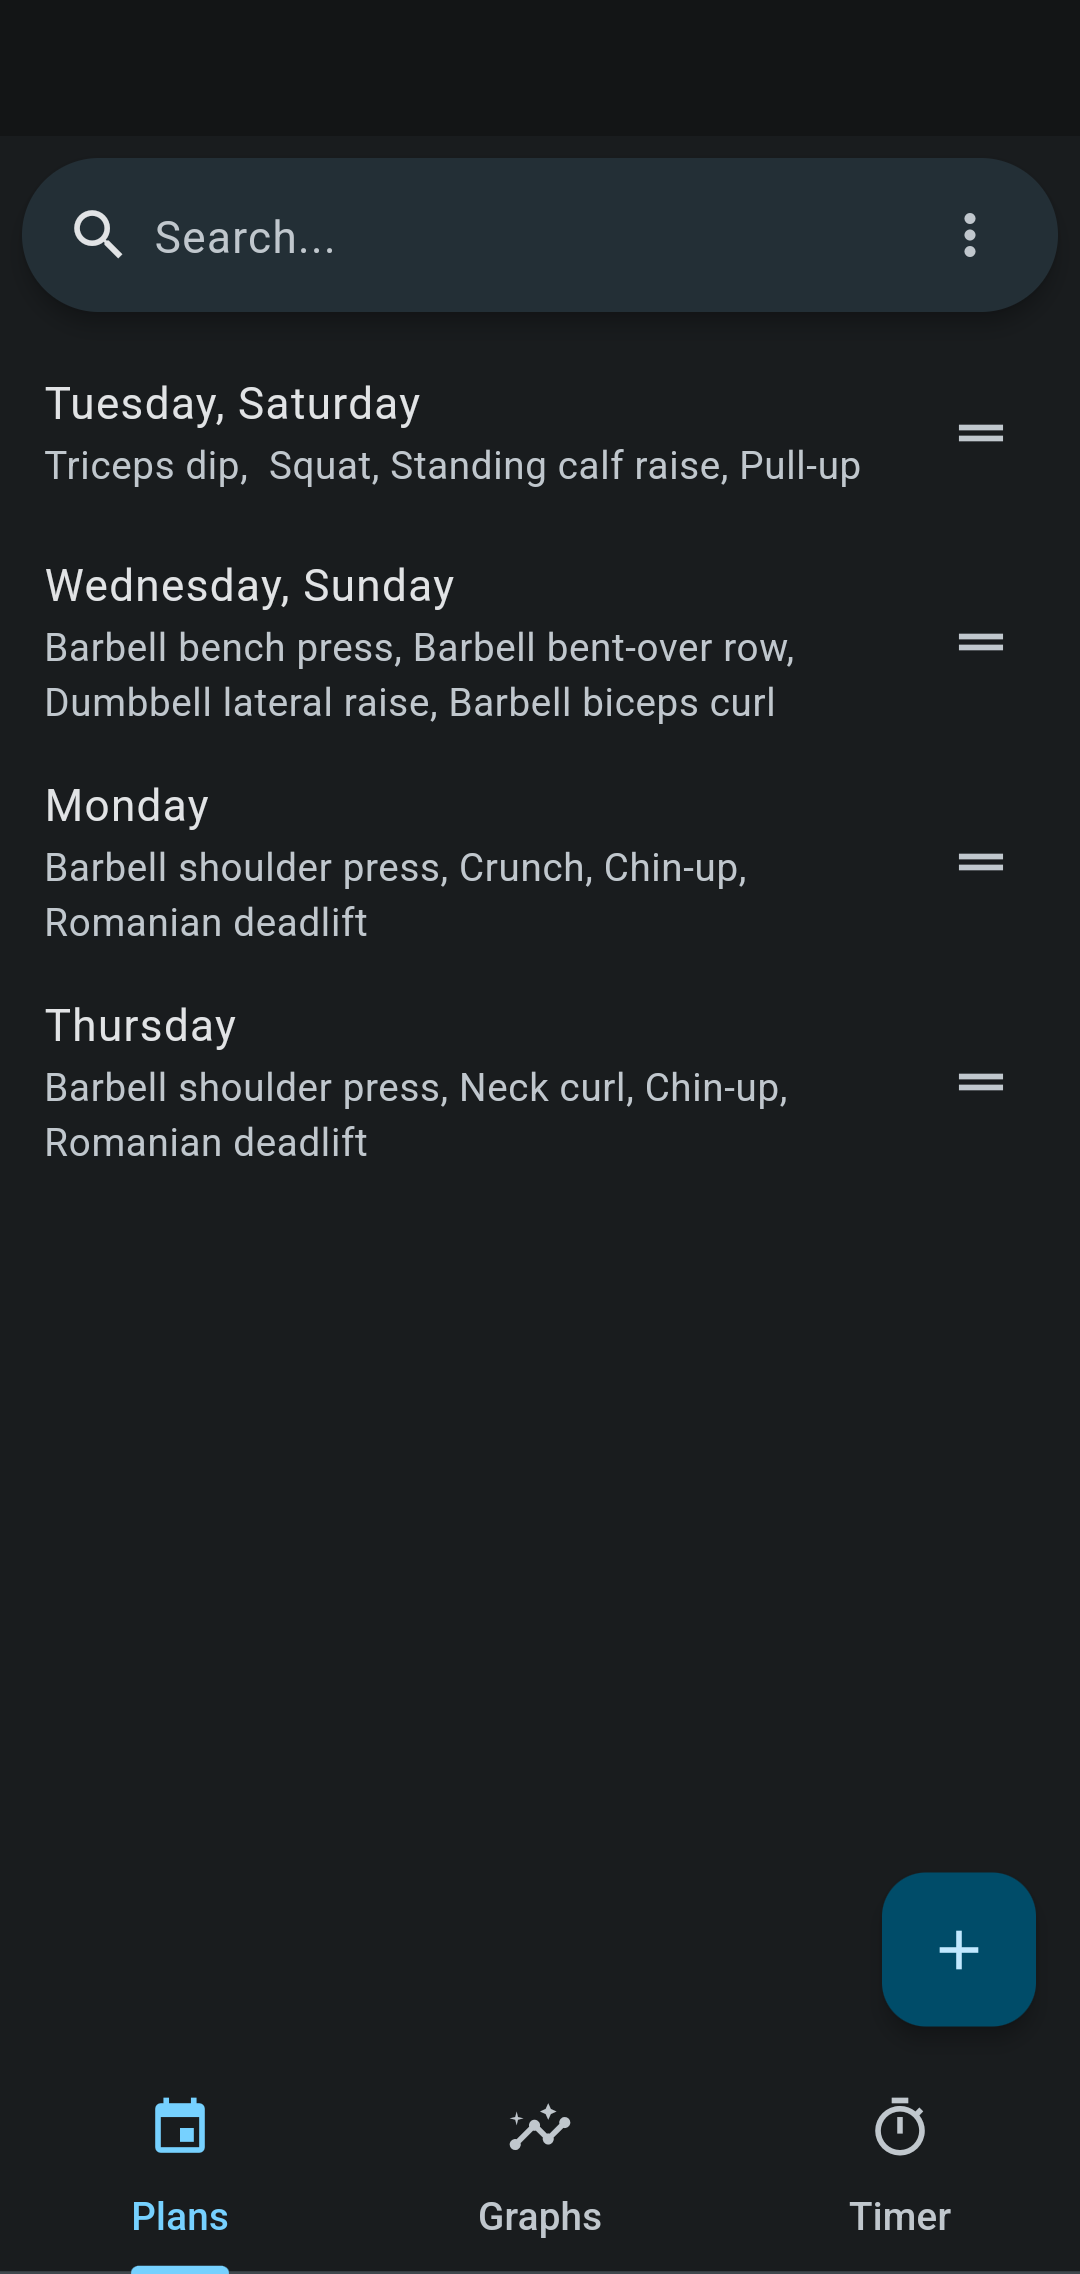 Search...
Tuesday, Saturday
Triceps dip,  Squat, Standing calf raise, Pull-up
Wednesday, Sunday
Barbell bench press, Barbell bent-over row,
Dumbbell lateral raise, Barbell biceps curl
Monday
Barbell shoulder press, Crunch, Chin-up,
Romanian deadlift
Thursday
Barbell shoulder press, Neck curl, Chin-up,
Romanian deadlift
Plans
Graphs
Timer